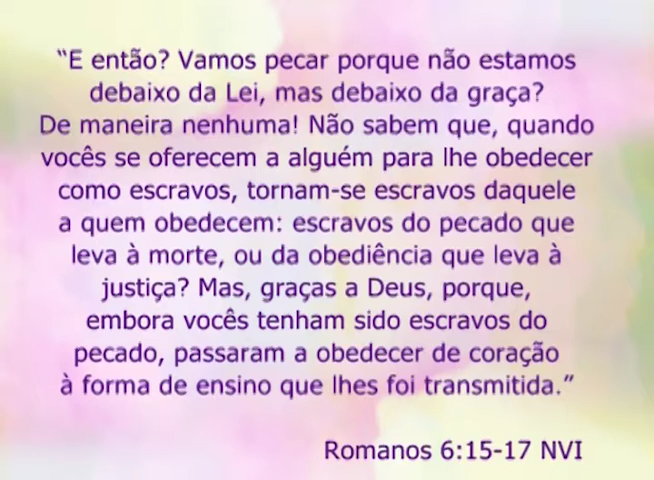 “E então? Vamos pecar porque não estamos
debaixo da Lei, mas debaixo da graça?
De maneira nenhuma! Não sabem que, quando
vocês se oferecem a alguém para lhe obedecer
como escravos, tornam-se escravos daquele
a quem obedecem: escravos do pecado que
leva à morte, ou da obediência que leva à
justiça? Mas, graças a Deus, porque,
embora vocês tenham sido escravos do
pecado, passaram a obedecer de coração
à forma de ensino que lhes foi transmitida.”
Romanos 6:15-17 NVI